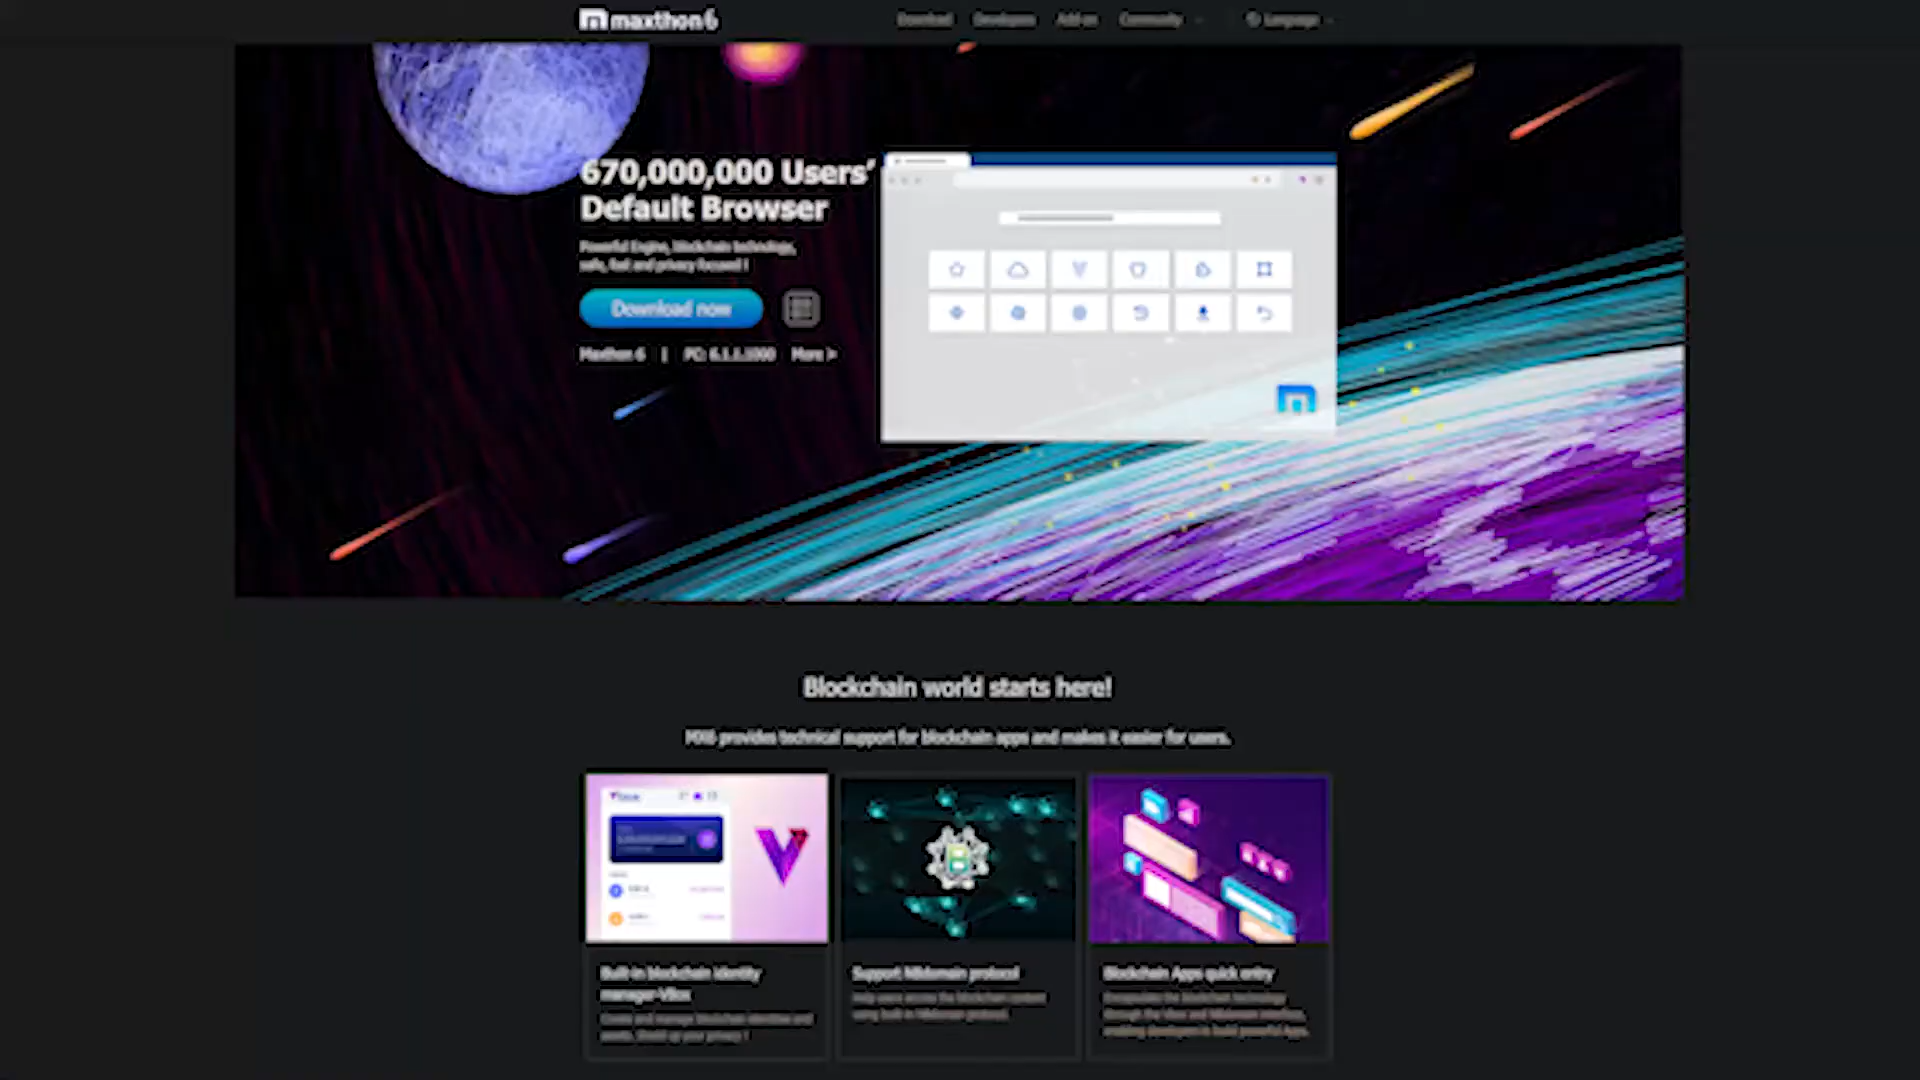 maxthon6
Download Developers Add-on Community Language
670,000,000 Users'
Default Browser
Powerful Engine, blockchain technology,
safe, fast and privacy focused !
Download now
Maxthon 6 | PC: 6.1.1.1000 More >
Blockchain world starts here!
MX6 provides technical support for blockchain apps and makes it easier for users.
Built-in blockchain identity
manager-VBox
Create and manage blockchain identities and
assets, Shield up your privacy !
Support NBdomain protocol
Help users access the blockchain content
using built-in NBdomain protocol.
Blockchain Apps quick entry
Encapsulates the blockchain technology
through the Vbox and NBdomain interface,
enabling developers to build powerful Apps.